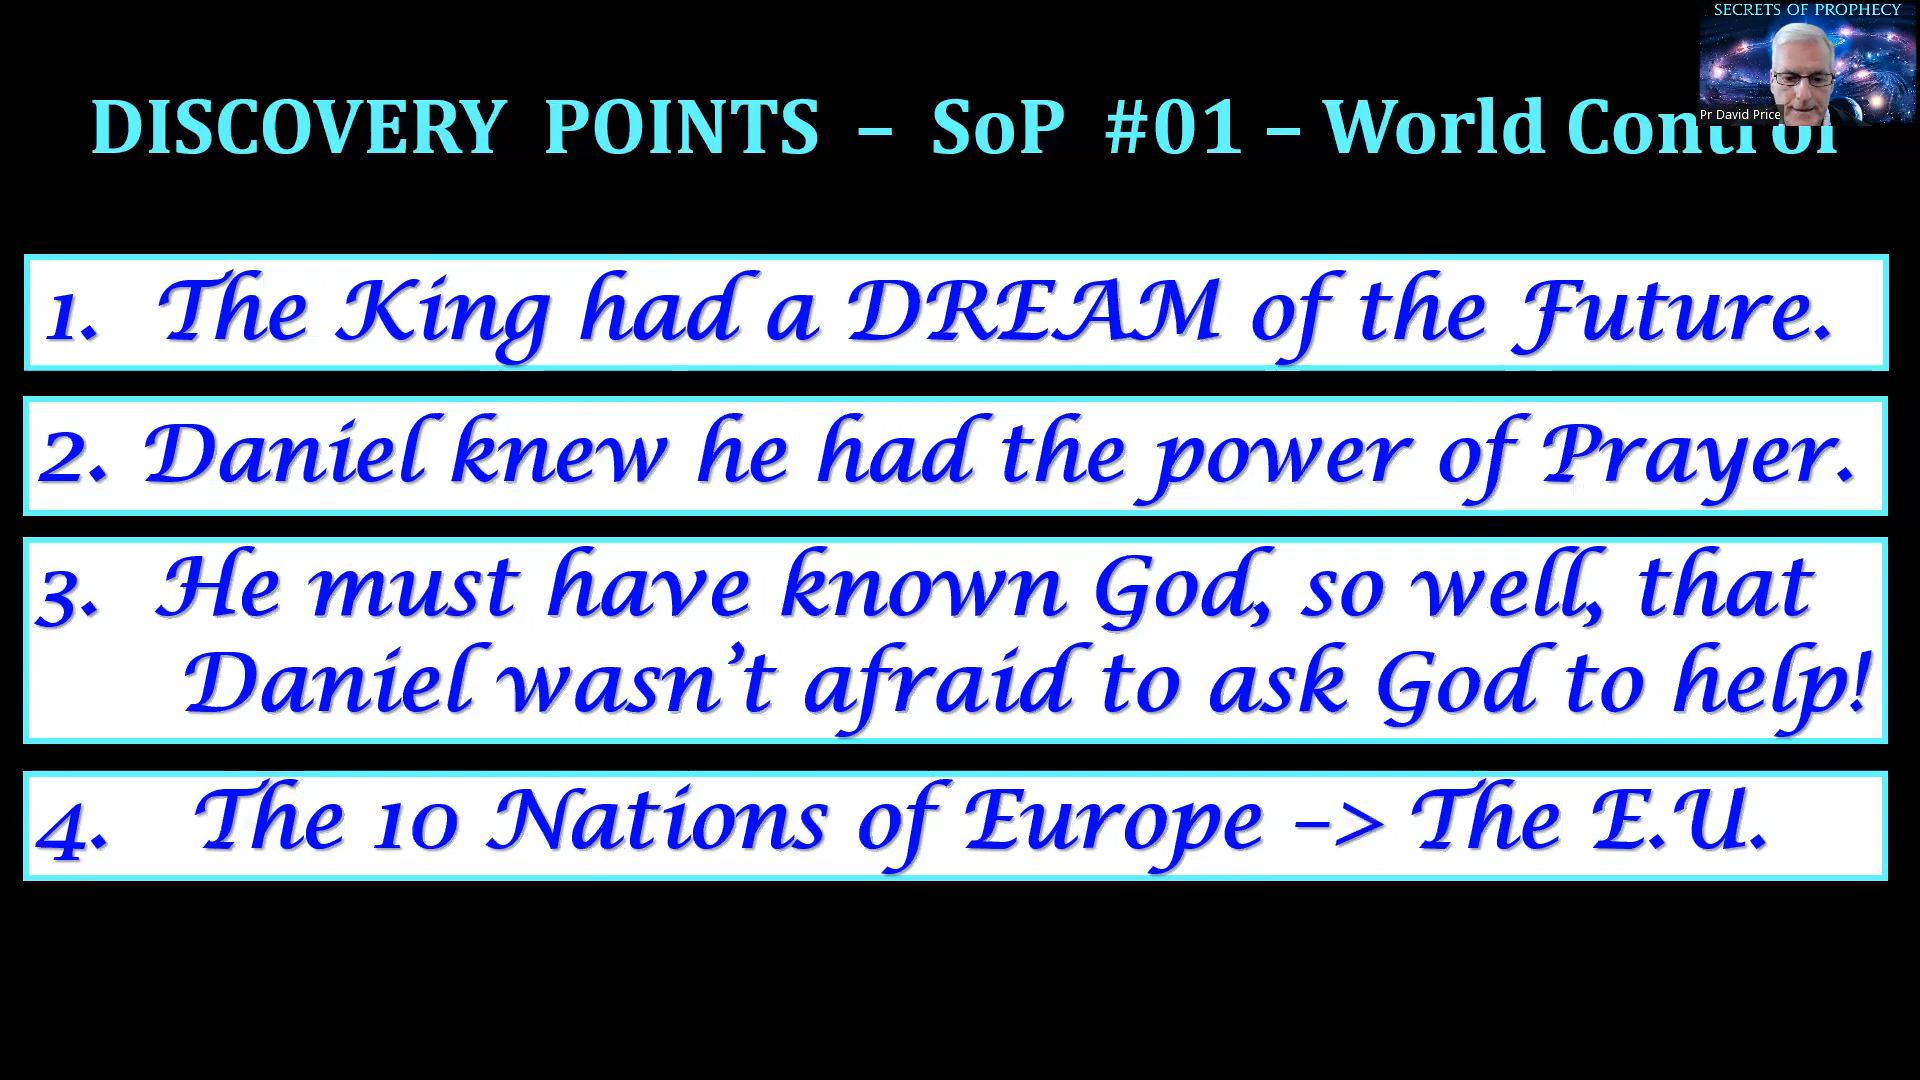 SECRETS OF PROPHECY
Pr David Price
DISCOVERY POINTS – SoP #01 – World Control
1. The King had a DREAM of the Future.
2. Daniel knew he had the power of Prayer.
3. He must have known God, so well, that
Daniel wasn't afraid to ask God to help!
4. The 10 Nations of Europe –> The E.U.